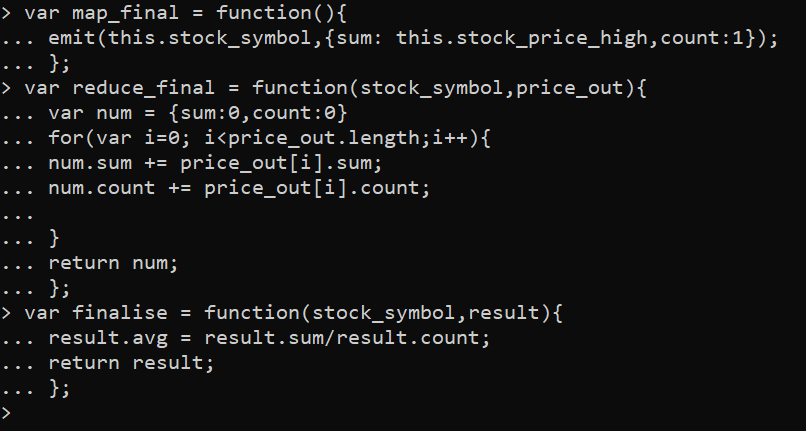 > var map_final = function(){
... emit(this.stock_symbol,{sum: this.stock_price_high,count:1});
... };
> var reduce_final = function(stock_symbol,price_out){
... var num = {sum:0,count:0}
... for(var i=0; i<price_out.length;i++){
... num.sum += price_out[i].sum;
... num.count += price_out[i].count;
...
... }
... return num;
... };
> var finalise = function(stock_symbol,result){
... result.avg = result.sum/result.count;
... return result;
... };
>